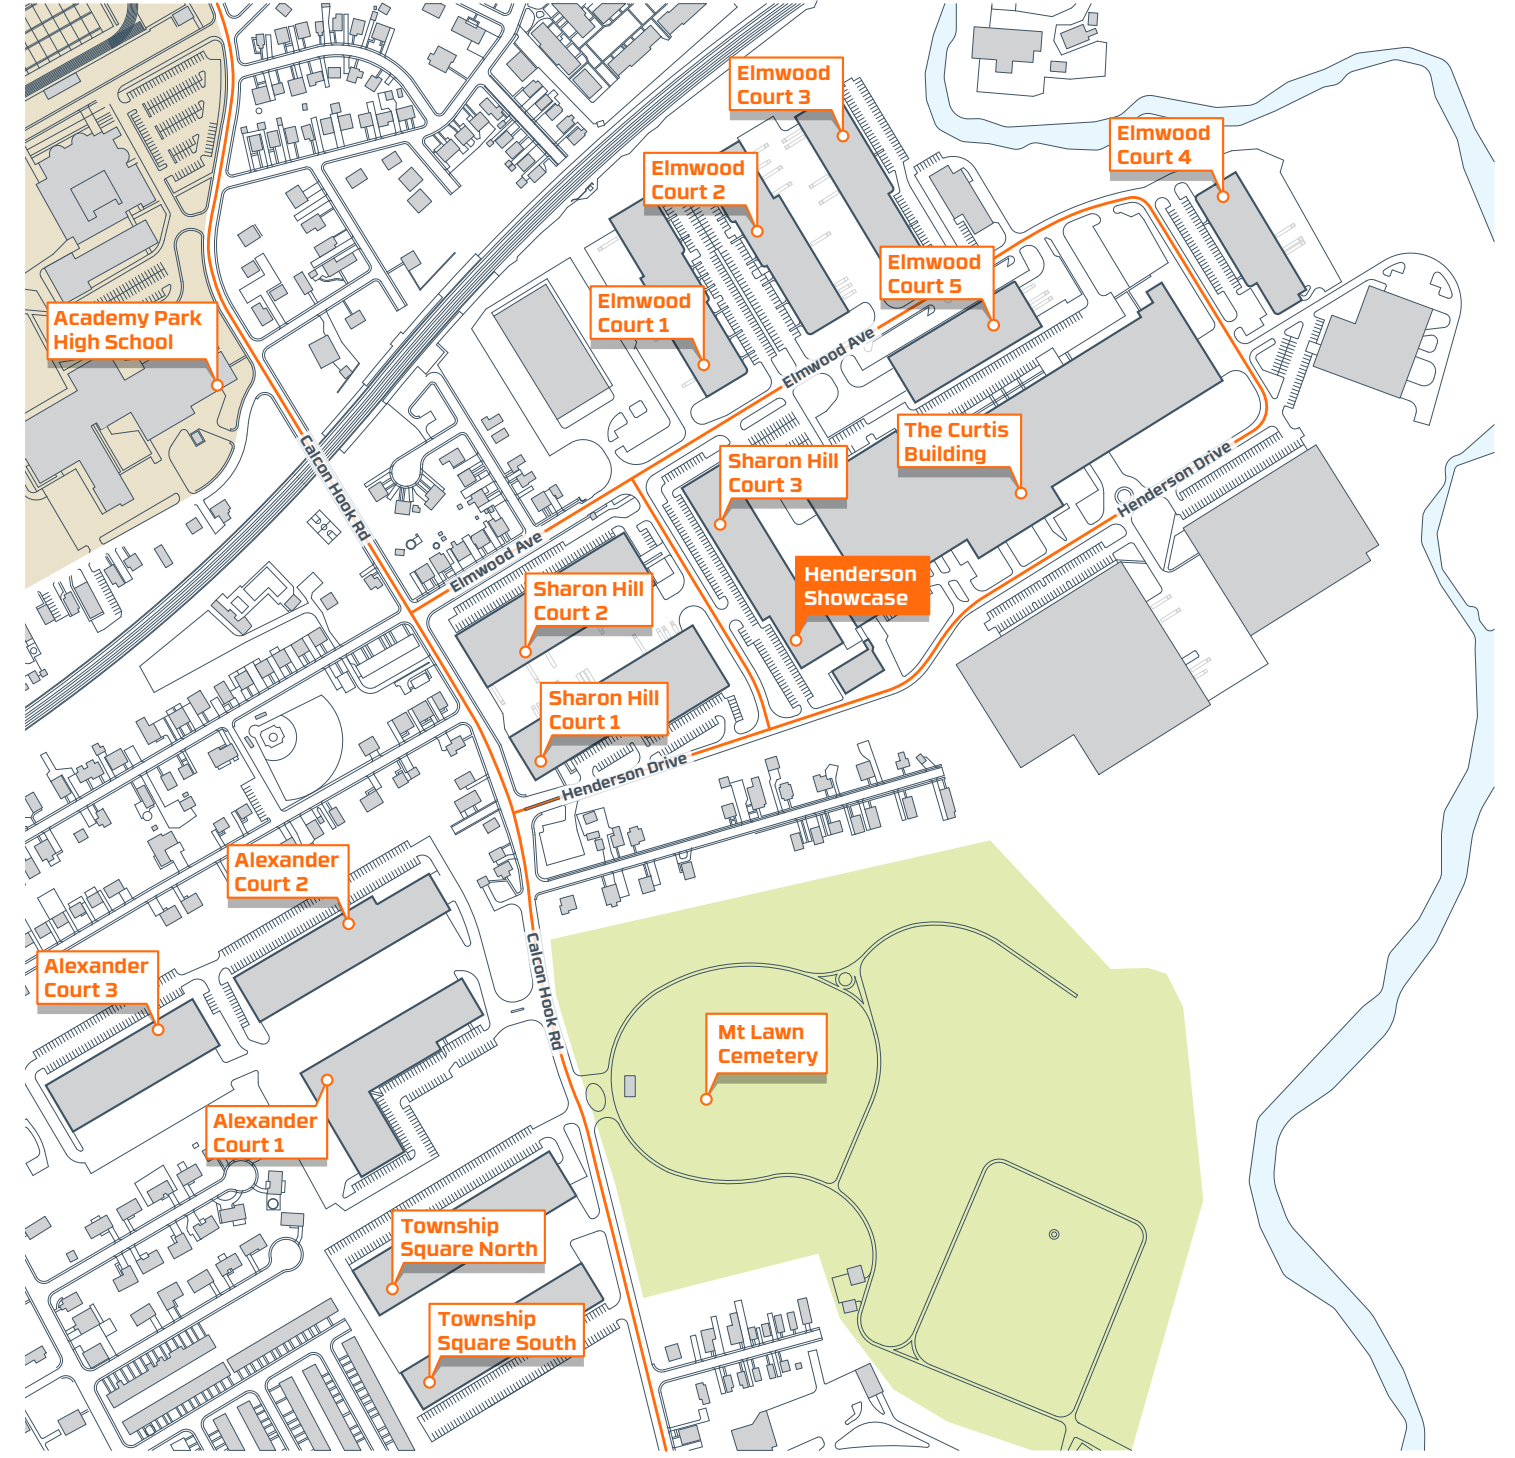 Elmwood
Court 3
Elmwood
Court 4
Elmwood
Court 2
Elmwood
Court 5
Elmwood
Court 1
Academy Park
High School
Elmwood Ave
The Curtis
Building
Sharon Hill
Court 3
Calcon Hook Rd
Henderson Drive
Elmwood Ave
Henderson
Showcase
Sharon Hill
Court 2
Sharon Hill
Court 1
Henderson Drive
Alexander
Court 2
Alexander
Court 3
Calcon Hook Rd
Mt Lawn
Cemetery
Alexander
Court 1
Township
Square North
Township
Square South